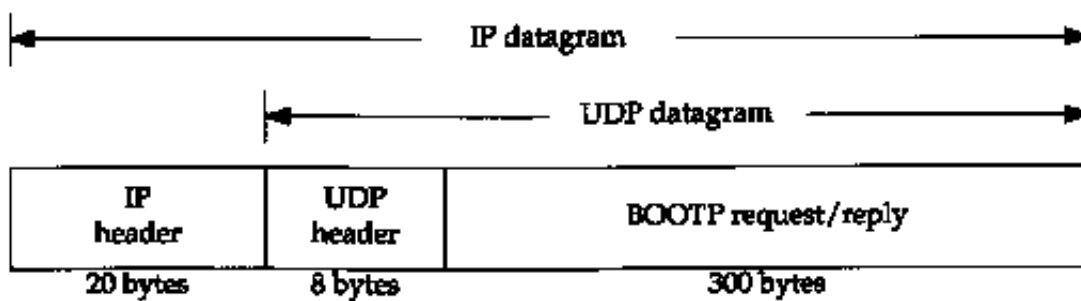 IP datagram
UDP datagram
IP
header
UDP
header
BOOTP request/reply
20 bytes
8 bytes
300 bytes